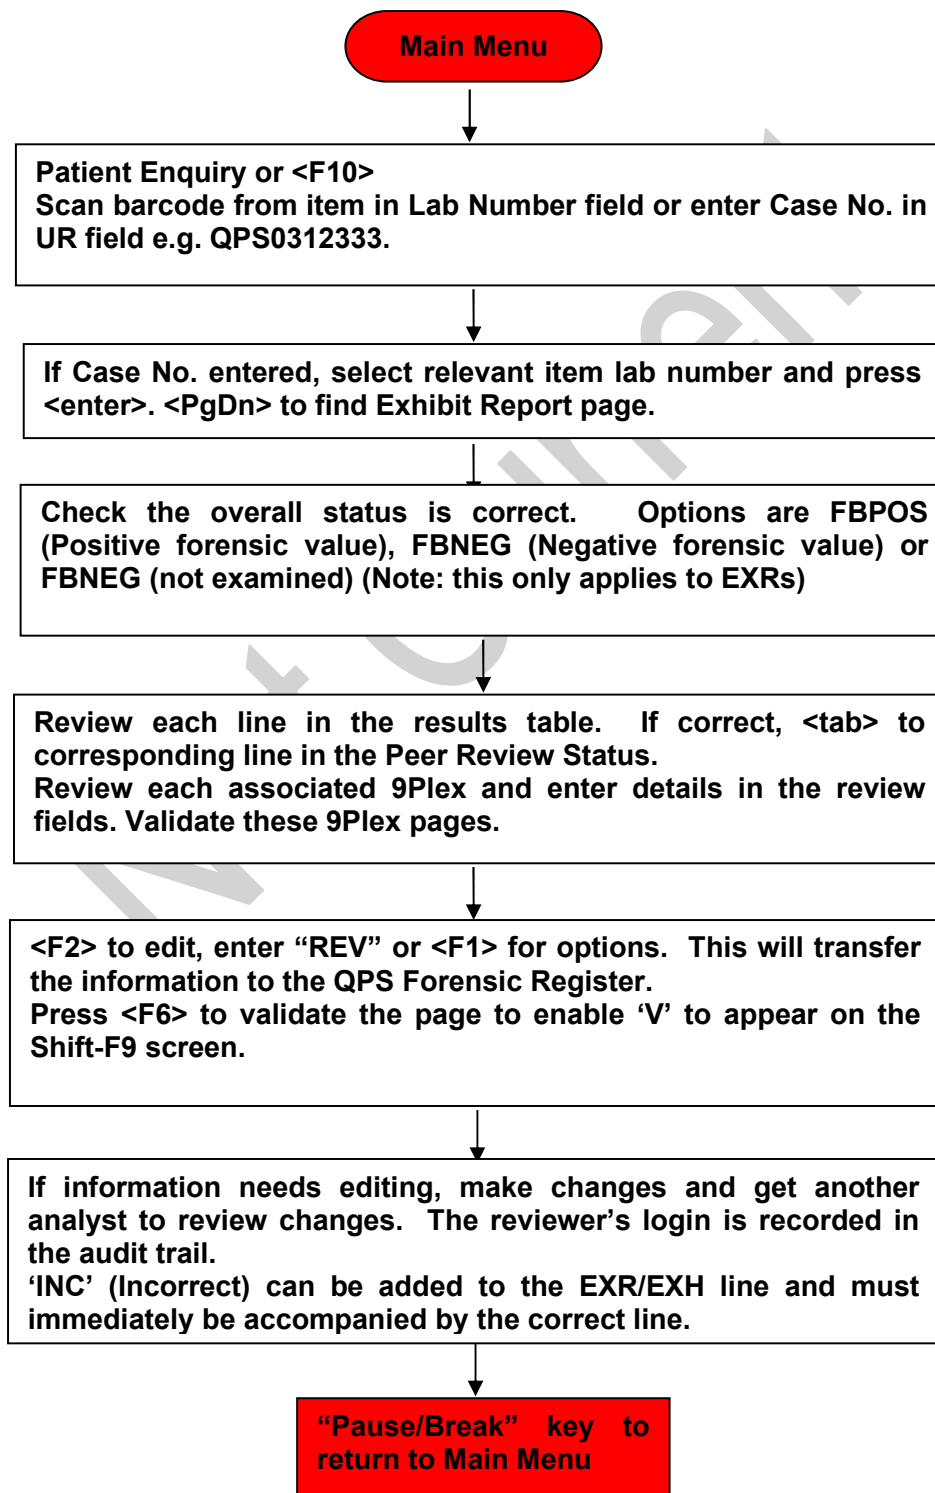 Main Menu
Patient Enquiry or <F10>
Scan barcode from item in Lab Number field or enter Case No. in
UR field e.g. QPS0312333.
If Case No. entered, select relevant item lab number and press
<enter>. <PgDn> to find Exhibit Report page.
Check the overall status is correct. Options are FBPOS
(Positive forensic value), FBNEG (Negative forensic value) or
FBNEG (not examined) (Note: this only applies to EXRs)
Review each line in the results table. If correct, <tab> to
corresponding line in the Peer Review Status.
Review each associated 9Plex and enter details in the review
fields. Validate these 9Plex pages.
<F2> to edit, enter “REV” or <F1> for options. This will transfer
the information to the QPS Forensic Register.
Press <F6> to validate the page to enable ‘V’ to appear on the
Shift-F9 screen.
If information needs editing, make changes and get another
analyst to review changes. The reviewer’s login is recorded in
the audit trail.
‘INC’ (Incorrect) can be added to the EXR/EXH line and must
immediately be accompanied by the correct line.
“Pause/Break” key to
return to Main Menu